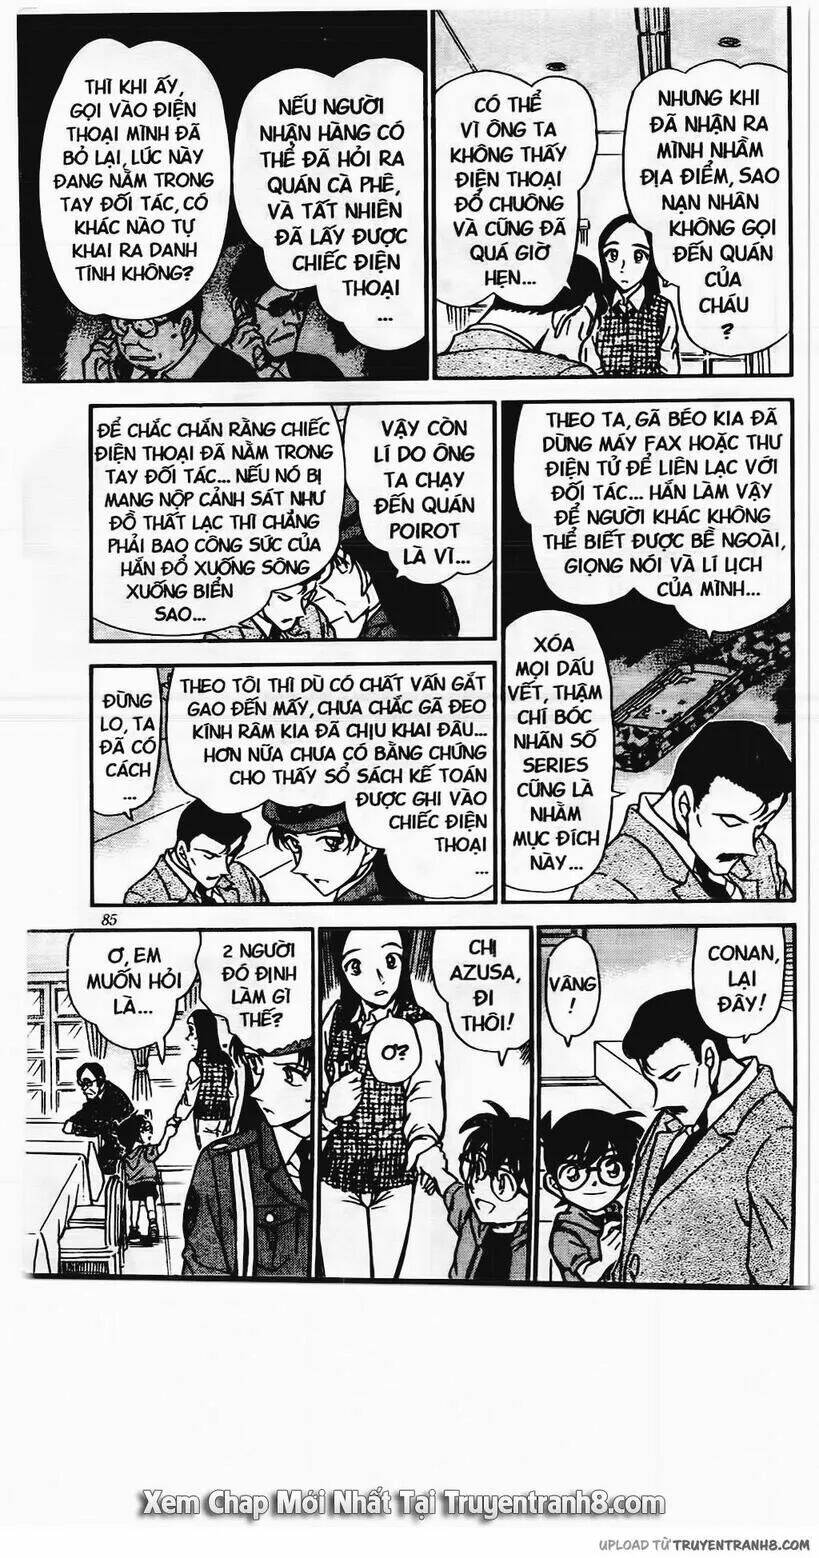 NHƯNG KHI
ĐÃ NHẬN RA
MÌNH NHẦM
ĐỊA ĐIỂM, SAO
NẠN NHÂN
KHÔNG GỌI
ĐẾN QUÁN
CỦA
CHÁU
?
CÓ THỂ
VÌ ÔNG TA
KHÔNG THẤY
ĐIỆN THOẠI
ĐỔ CHUÔNG
VÀ CŨNG ĐÃ
QUÁ GIỜ
HẸN...
NẾU NGƯỜI
NHẬN HÀNG CÓ
THỂ ĐÃ HỎI RA
QUÁN CÀ PHÊ,
VÀ TẤT NHIÊN
ĐÃ LẤY ĐƯỢC
CHIẾC ĐIỆN
THOẠI
...
THÌ KHI ẤY,
GỌI VÀO ĐIỆN
THOẠI MÌNH ĐÃ
BỎ LẠI, LÚC NÀY
ĐANG NẰM TRONG
TAY ĐỐI TÁC, CÓ
KHÁC NÀO TỰ
KHAI RA DANH
TÍNH KHÔNG?
THEO TA, GÃ BÉO KIA ĐÃ
DÙNG MÁY FAX HOẶC THƯ
ĐIỆN TỬ ĐỂ LIÊN LẠC VỚI
ĐỐI TÁC... HẮN LÀM VẬY
ĐỂ NGƯỜI KHÁC KHÔNG
THỂ BIẾT ĐƯỢC BỀ NGOÀI,
GIỌNG NÓI VÀ LÍ LỊCH
CỦA MÌNH...
XÓA
MỌI DẤU
VẾT, THẬM
CHÍ BÓC
NHÃN SỐ
SERIES
CŨNG LÀ
NHẰM
MỤC ĐÍCH
NÀY...
VẬY CÒN
LÍ DO ÔNG
TA CHẠY
ĐẾN QUÁN
POIROT
LÀ VÌ...
ĐỂ CHẮC CHẮN RẰNG CHIẾC
ĐIỆN THOẠI ĐÃ NẰM TRONG
TAY ĐỐI TÁC... NẾU NÓ BỊ
MANG NỘP CẢNH SÁT NHƯ
ĐỒ THẤT LẠC THÌ CHẲNG
PHẢI BAO CÔNG SỨC CỦA
HẮN ĐỔ XUỐNG SÔNG
XUỐNG BIỂN
SAO...
THEO TÔI THÌ DÙ CÓ CHẤT VẤN GẮT
GAO ĐẾN MẤY, CHƯA CHẮC GÃ ĐEO
KÍNH RÂM KIA ĐÃ CHỊU KHAI ĐÂU...
HƠN NỮA CHƯA CÓ BẰNG CHỨNG
CHO THẤY SỔ SÁCH KẾ TOÁN
ĐƯỢC GHI VÀO
CHIẾC ĐIỆN
THOẠI
...
ĐỪNG
LO, TA
ĐÃ CÓ
CÁCH
...
85
CONAN,
LẠI
ĐÂY!
VÂNG
!
CHỊ
AZUSA,
ĐI
THÔI!
Ơ?
2 NGƯỜI
ĐÓ ĐỊNH
LÀM GÌ
THẾ?
Ơ, EM
MUỐN HỎI
LÀ...
Xem Chap Mới Nhất Tại Truyentranh8.com
UPLOAD TỪ TRUYENTRANH8.COM